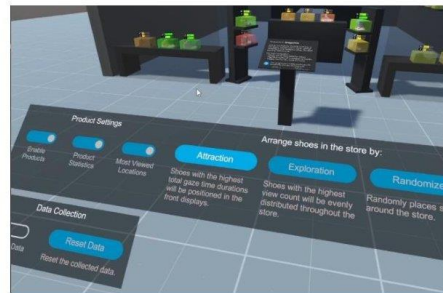 Product Settings
Enable
Products
Product
Statistics
Most Viewed
Locations
Arrange shoes in the store by:
Attraction
Shoes with the highest
total gaze time durations
will be positioned in the
front displays.
Exploration
Shoes with the highest
view count will be evenly
distributed throughout the
store.
Randomize
Randomly places s
around the store.
Data Collection
Data
Reset Data
Reset the collected data.